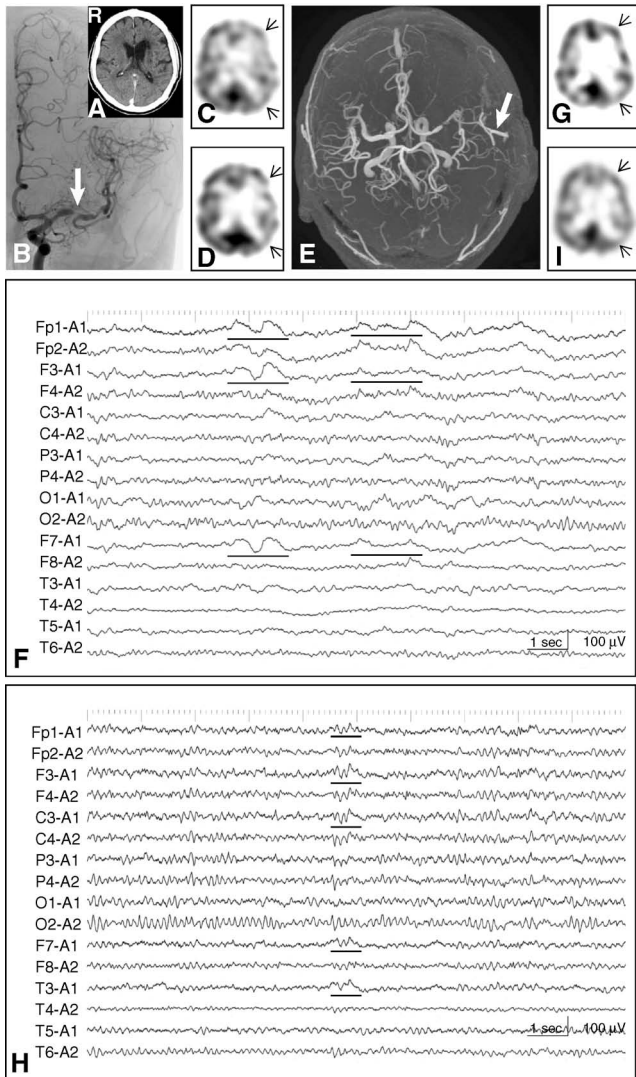 R
A
B
C
D
E
G
I
Fp1-A1
Fp2-A2
F3-A1
F4-A2
C3-A1
C4-A2
P3-A1
P4-A2
O1-A1
O2-A2
F7-A1
F8-A2
T3-A1
T4-A2
T5-A1
T6-A2
1 sec 100 µV
F
Fp1-A1
Fp2-A2
F3-A1
F4-A2
C3-A1
C4-A2
P3-A1
P4-A2
O1-A1
O2-A2
F7-A1
F8-A2
T3-A1
T4-A2
T5-A1
T6-A2
1 sec 100 µV
H